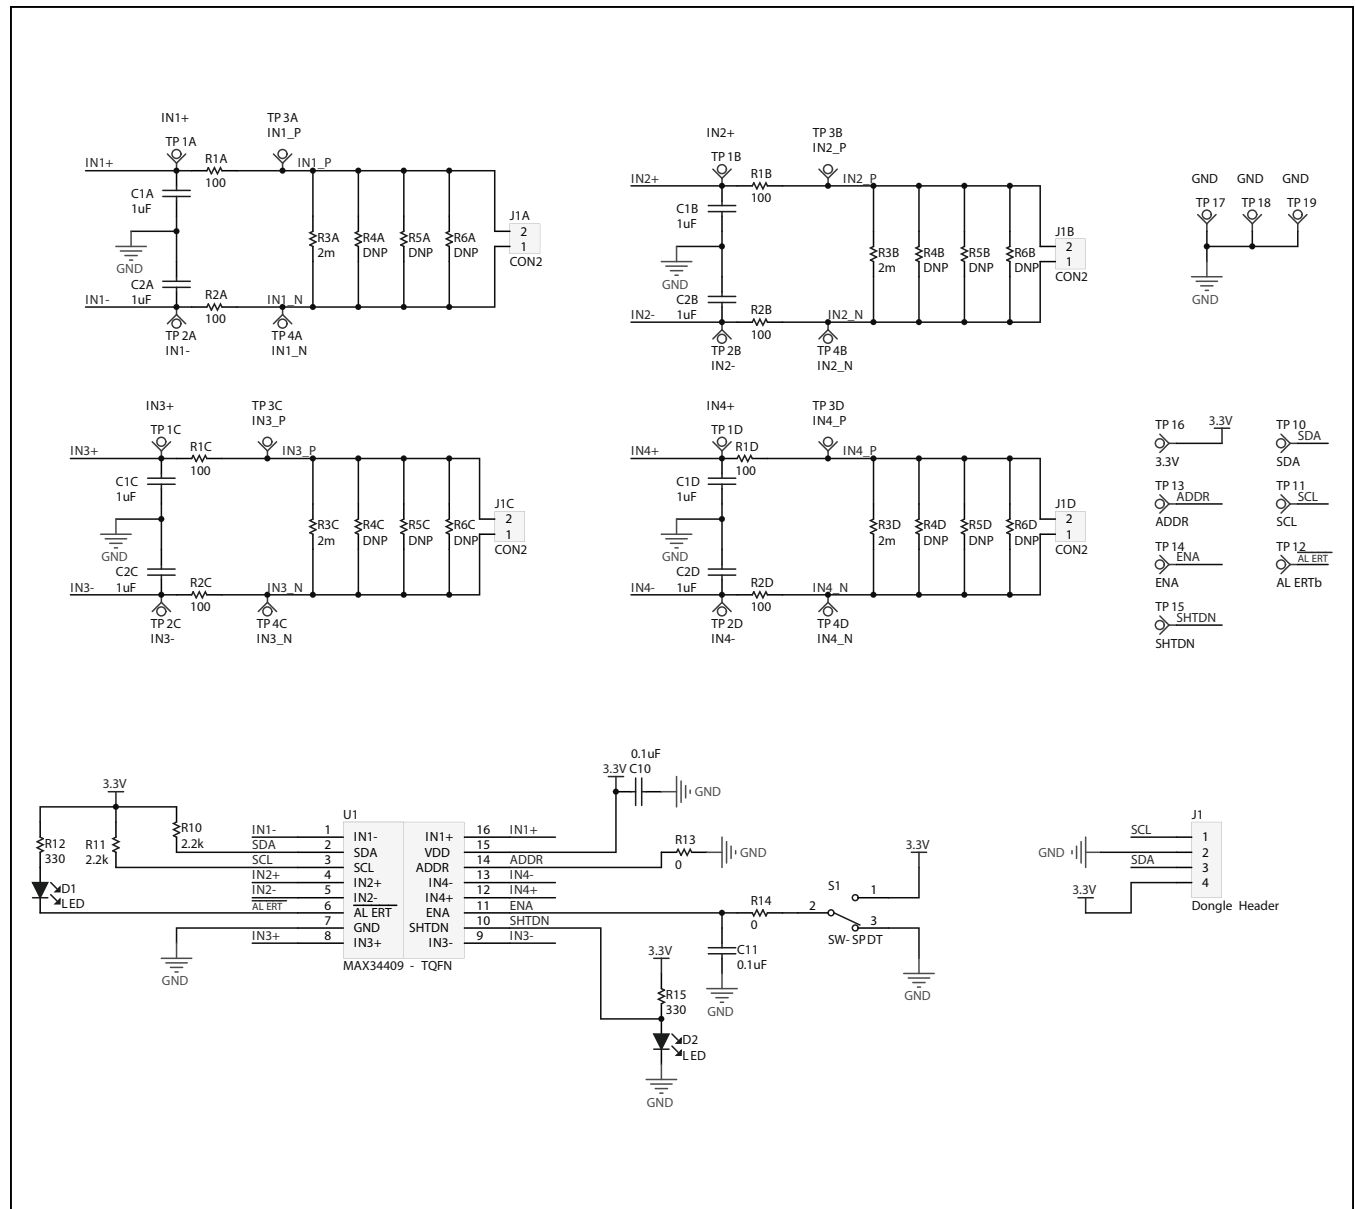 IN1+
TP 1A
IN1+
R1A
100
TP 3A
IN1_P
IN1_P
C1A
1uF
GND
C2A
1uF
IN1-
R2A
100
IN1_N
TP 2A
IN1-
TP 4A
IN1_N
R3A
2m
R4A
DNP
R5A
DNP
R6A
DNP
J1A
2
1
CON2
IN2+
TP 1B
IN2+
R1B
100
TP 3B
IN2_P
IN2_P
C1B
1uF
GND
C2B
1uF
IN2-
R2B
100
IN2_N
TP 2B
IN2-
TP 4B
IN2_N
R3B
2m
R4B
DNP
R5B
DNP
R6B
DNP
J1B
2
1
CON2
GND
GND
GND
TP 17
TP 18
TP 19
GND
IN3+
TP 1C
IN3+
R1C
100
TP 3C
IN3_P
IN3_P
C1C
1uF
GND
C2C
1uF
IN3-
R2C
100
IN3_N
TP 2C
IN3-
TP 4C
IN3_N
R3C
2m
R4C
DNP
R5C
DNP
R6C
DNP
J1C
2
1
CON2
IN4+
TP 1D
IN4+
R1D
100
TP 3D
IN4_P
IN4_P
C1D
1uF
GND
C2D
1uF
IN4-
R2D
100
IN4_N
TP 2D
IN4-
TP 4D
IN4_N
R3D
2m
R4D
DNP
R5D
DNP
R6D
DNP
J1D
2
1
CON2
TP 16
3.3V
3.3V
TP 10
SDA
SDA
TP 13
ADDR
ADDR
TP 11
SCL
SCL
TP 14
ENA
ENA
TP 12
AL ERT
AL ERTb
TP 15
SHTDN
SHTDN
3.3V
R12
330
R11
2.2k
R10
2.2k
D1
LED
GND
U1
IN1- 1 IN1-
SDA 2 SDA
SCL 3 SCL
IN2+ 4 IN2+
IN2- 5 IN2-
AL ERT 6 AL ERT
7 GND
IN3+ 8 IN3+
IN1+ 16 IN1+
VDD 15
ADDR 14 ADDR
IN4- 13 IN4-
IN4+ 12 IN4+
ENA 11 ENA
SHTDN 10 SHTDN
IN3- 9 IN3-
MAX34409 - TQFN
0.1uF
3.3V C10
GND
R13
0
GND
R14
0
C11
0.1uF
GND
3.3V
R15
330
D2
LED
GND
S1
1
2
3
SW-SPDT
3.3V
GND
J1
SCL 1
GND 2
SDA 3
3.3V 4
Dongle Header